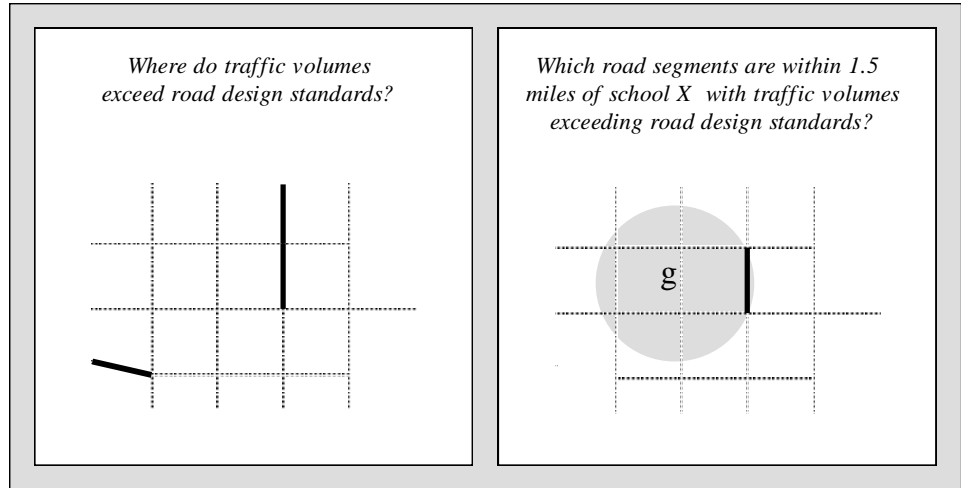 Where do traffic volumes
exceed road design standards?
Which road segments are within 1.5
miles of school X with traffic volumes
exceeding road design standards?
g